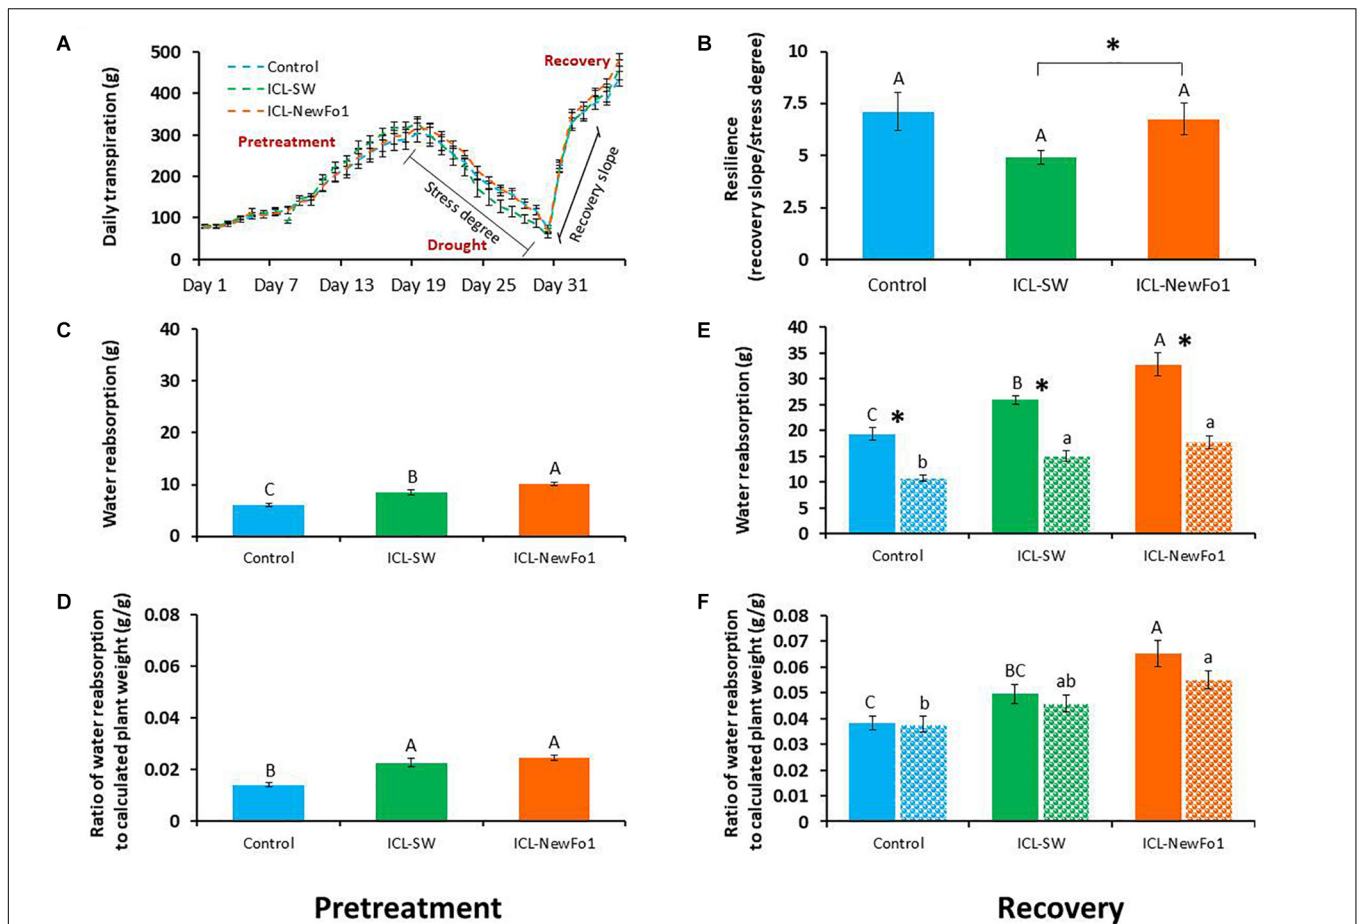 A
Daily transpiration (g)
500
400
300
200
100
0
Control
ICL-SW
ICL-NewFo1
Pretreatment
Recovery
Stress degree
Drought
Recovery slope
Day 1 Day 7 Day 13 Day 19 Day 25 Day 31
B
Resilience
(recovery slope/stress degree)
10
7.5
5
2.5
0
*
A A A
Control ICL-SW ICL-NewFo1
C
Water reabsorption (g)
40
30
20
10
0
C B A
Control ICL-SW ICL-NewFo1
E
Water reabsorption (g)
40
35
30
25
20
15
10
5
0
C * b B * a A * a
Control ICL-SW ICL-NewFo1
D
Ratio of water reabsorption
to calculated plant weight (g/g)
0.08
0.06
0.04
0.02
0
B A A
Control ICL-SW ICL-NewFo1
F
Ratio of water reabsorption
to calculated plant weight (g/g)
0.08
0.07
0.06
0.05
0.04
0.03
0.02
0.01
0
C b BC ab A a
Control ICL-SW ICL-NewFo1
Pretreatment
Recovery